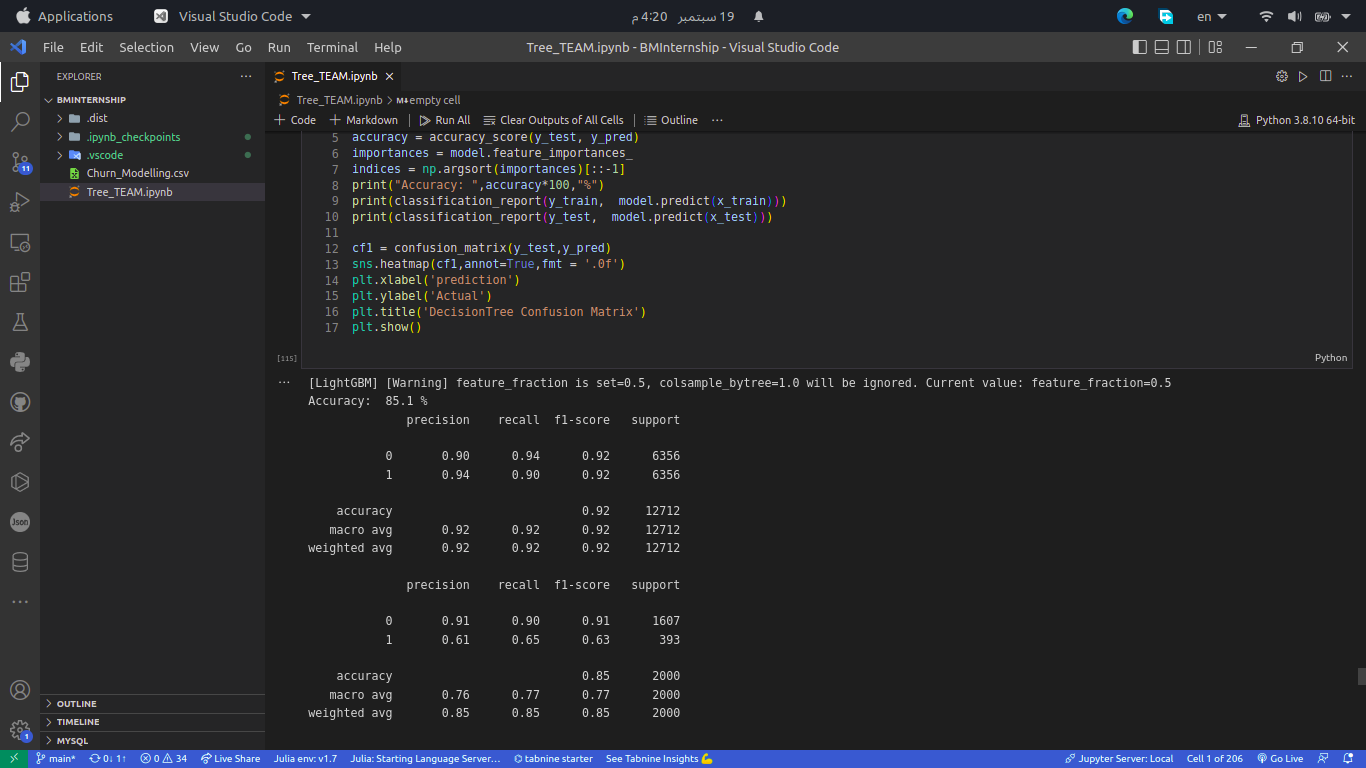 Applications
Visual Studio Code
19 سبتمبر 4:20 م
en
File Edit Selection View Go Run Terminal Help
Tree_TEAM.ipynb - BMInternship - Visual Studio Code
EXPLORER
BMINTERNSHIP
.dist
.ipynb_checkpoints
.vscode
Churn_Modelling.csv
Tree_TEAM.ipynb
OUTLINE
TIMELINE
MYSQL
11
Json
1
Tree_TEAM.ipynb
Tree_TEAM.ipynb > M↓ empty cell
+ Code + Markdown Run All Clear Outputs of All Cells Outline ...
Python 3.8.10 64-bit
5 accuracy = accuracy_score(y_test, y_pred)
6 importances = model.feature_importances_
7 indices = np.argsort(importances)[::-1]
8 print("Accuracy: ",accuracy*100,"%")
9 print(classification_report(y_train,  model.predict(x_train)))
10 print(classification_report(y_test,  model.predict(x_test)))
11
12 cf1 = confusion_matrix(y_test,y_pred)
13 sns.heatmap(cf1,annot=True,fmt = '.0f')
14 plt.xlabel('prediction')
15 plt.ylabel('Actual')
16 plt.title('DecisionTree Confusion Matrix')
17 plt.show()
[115]
Python
... [LightGBM] [Warning] feature_fraction is set=0.5, colsample_bytree=1.0 will be ignored. Current value: feature_fraction=0.5
Accuracy:  85.1 %
precision recall f1-score support
0 0.90 0.94 0.92 6356
1 0.94 0.90 0.92 6356
accuracy 0.92 12712
macro avg 0.92 0.92 0.92 12712
weighted avg 0.92 0.92 0.92 12712
precision recall f1-score support
0 0.91 0.90 0.91 1607
1 0.61 0.65 0.63 393
accuracy 0.85 2000
macro avg 0.76 0.77 0.77 2000
weighted avg 0.85 0.85 0.85 2000
main* 0↓ 1↑ 0 34 Live Share Julia env: v1.7 Julia: Starting Language Server... tabnine starter See Tabnine Insights 💪 Jupyter Server: Local Cell 1 of 206 Go Live